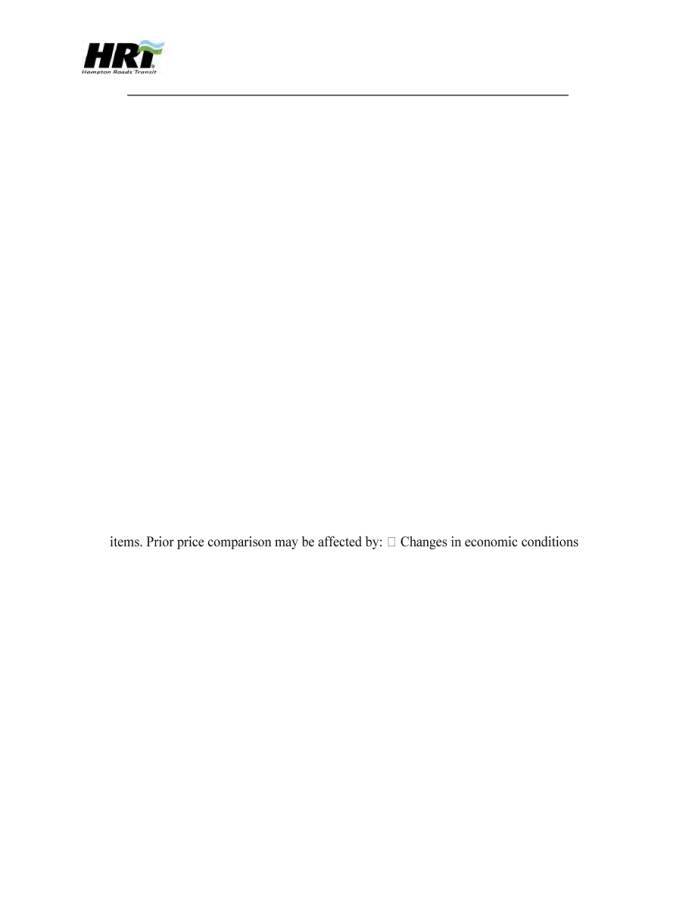 HRT
Hampton Roads Transit
items. Prior price comparison may be affected by: □ Changes in economic conditions